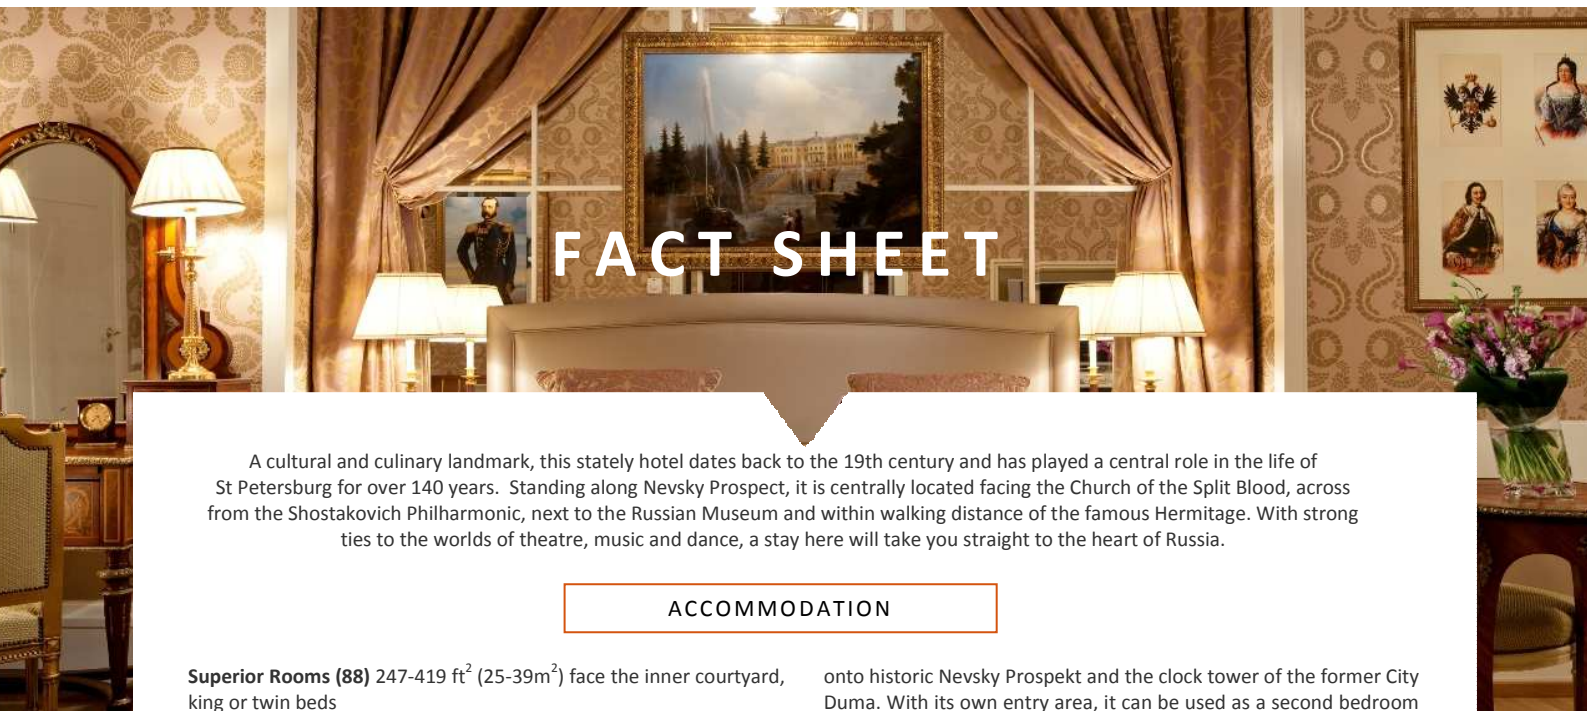 FACT SHEET
A cultural and culinary landmark, this stately hotel dates back to the 19th century and has played a central role in the life of
St Petersburg for over 140 years. Standing along Nevsky Prospect, it is centrally located facing the Church of the Split Blood, across
from the Shostakovich Philharmonic, next to the Russian Museum and within walking distance of the famous Hermitage. With strong
ties to the worlds of theatre, music and dance, a stay here will take you straight to the heart of Russia.
ACCOMMODATION
Superior Rooms (88) 247-419 ft² (25-39m²) face the inner courtyard,
king or twin beds
onto historic Nevsky Prospekt and the clock tower of the former City
Duma. With its own entry area, it can be used as a second bedroom